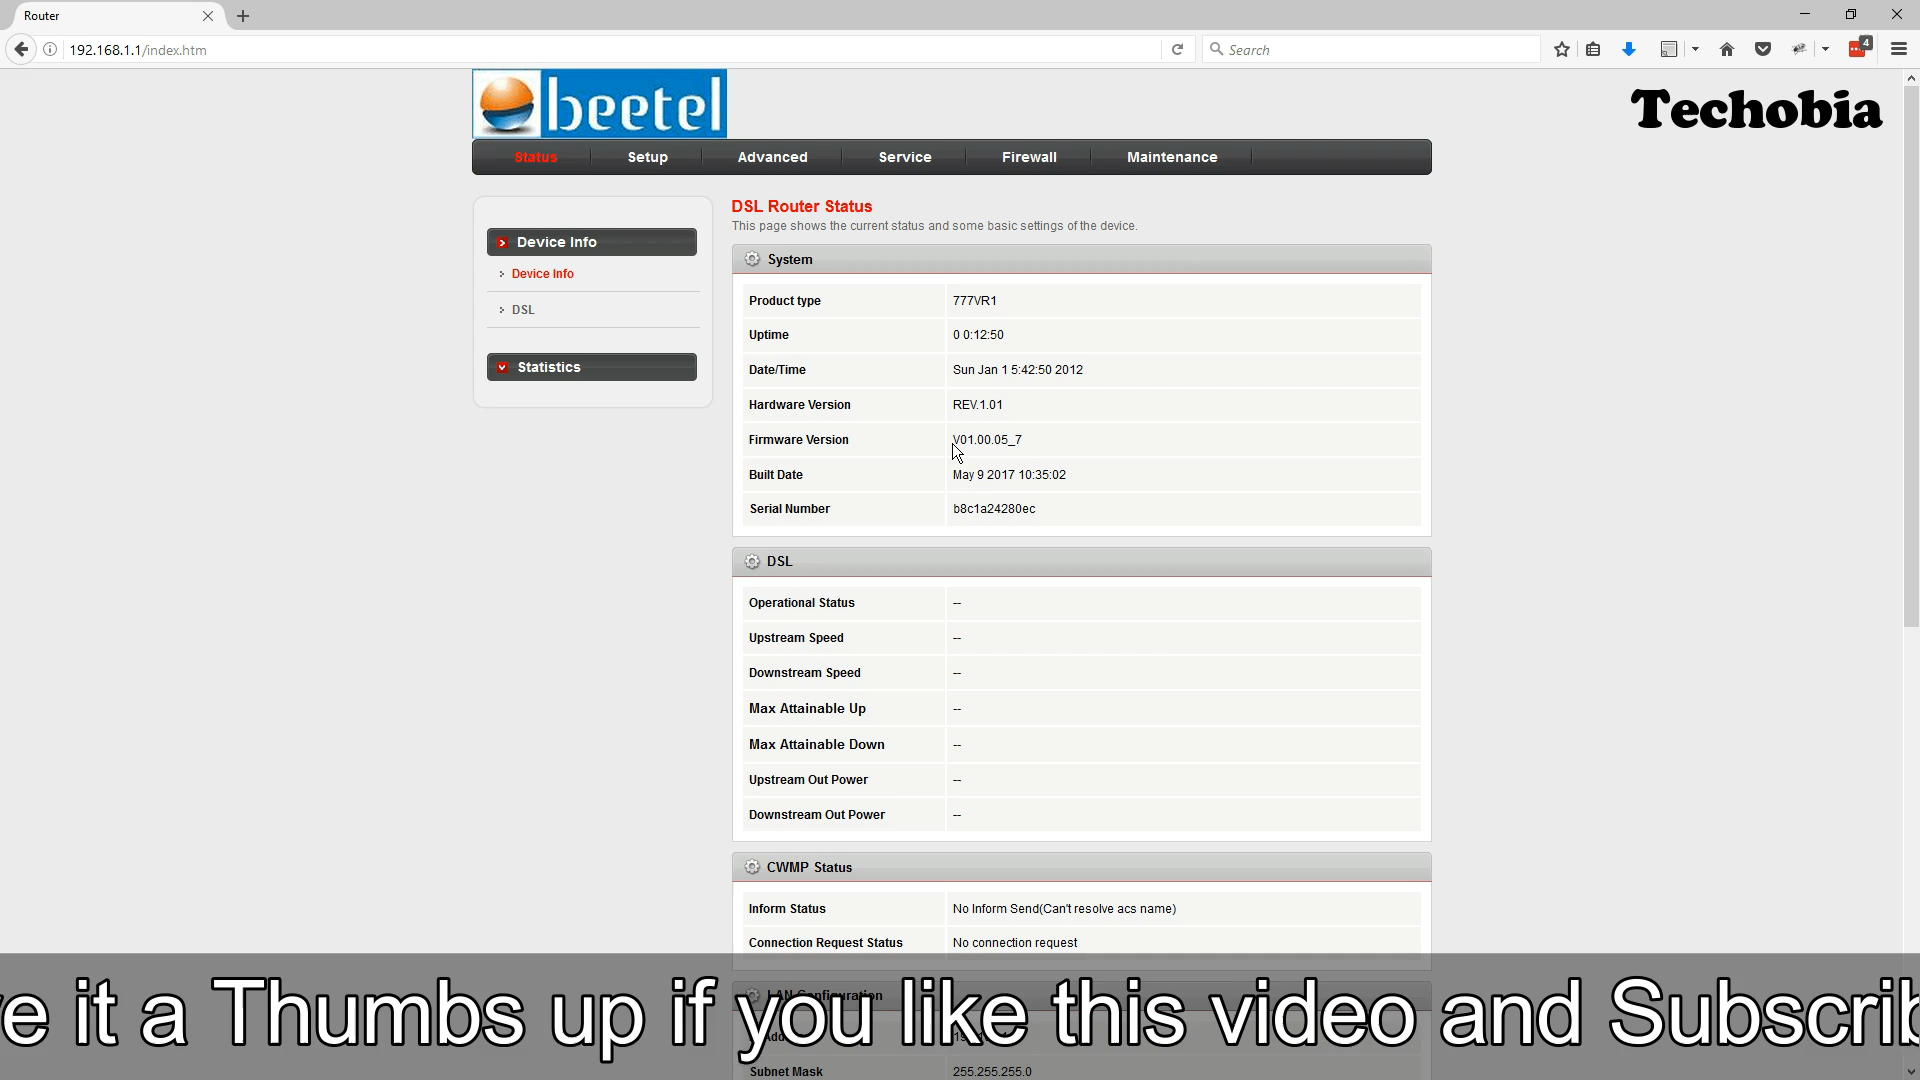 Router
192.168.1.1/index.htm
Search
4
beetel
Techobia
Status Setup Advanced Service Firewall Maintenance
Device Info
Device Info
DSL
Statistics
DSL Router Status
This page shows the current status and some basic settings of the device.
System
Product type 777VR1
Uptime 0 0:12:50
Date/Time Sun Jan 1 5:42:50 2012
Hardware Version REV.1.01
Firmware Version V01.00.05_7
Built Date May 9 2017 10:35:02
Serial Number b8c1a24280ec
DSL
Operational Status --
Upstream Speed --
Downstream Speed --
Max Attainable Up --
Max Attainable Down --
Upstream Out Power --
Downstream Out Power --
CWMP Status
Inform Status No Inform Send(Can't resolve acs name)
Connection Request Status No connection request
LAN Configuration
e it a Thumbs up if you like this video and Subscrib
Subnet Mask 255.255.255.0